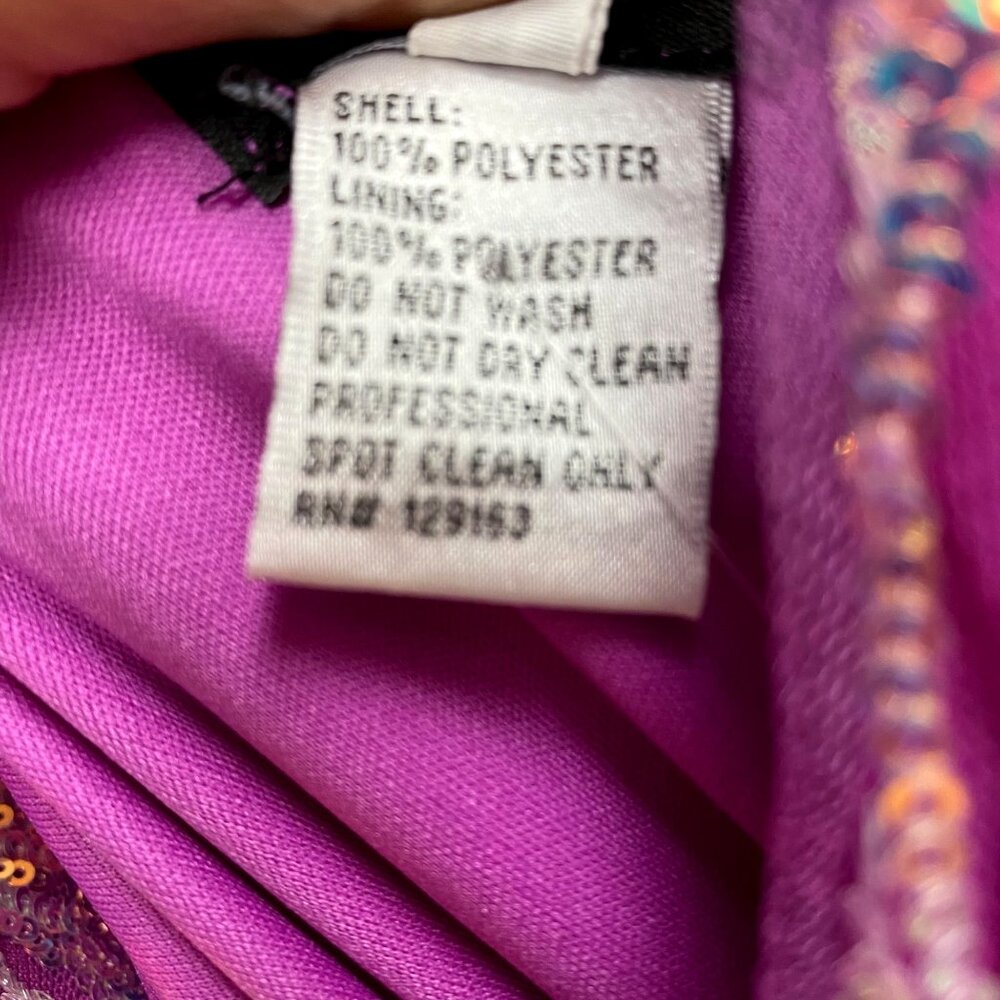 SHELL:
100% POLYESTER
LINING:
100% POLYESTER
DO NOT WASH
DO NOT DRY CLEAN
PROFESSIONAL
SPOT CLEAN ONLY
RN# 129163